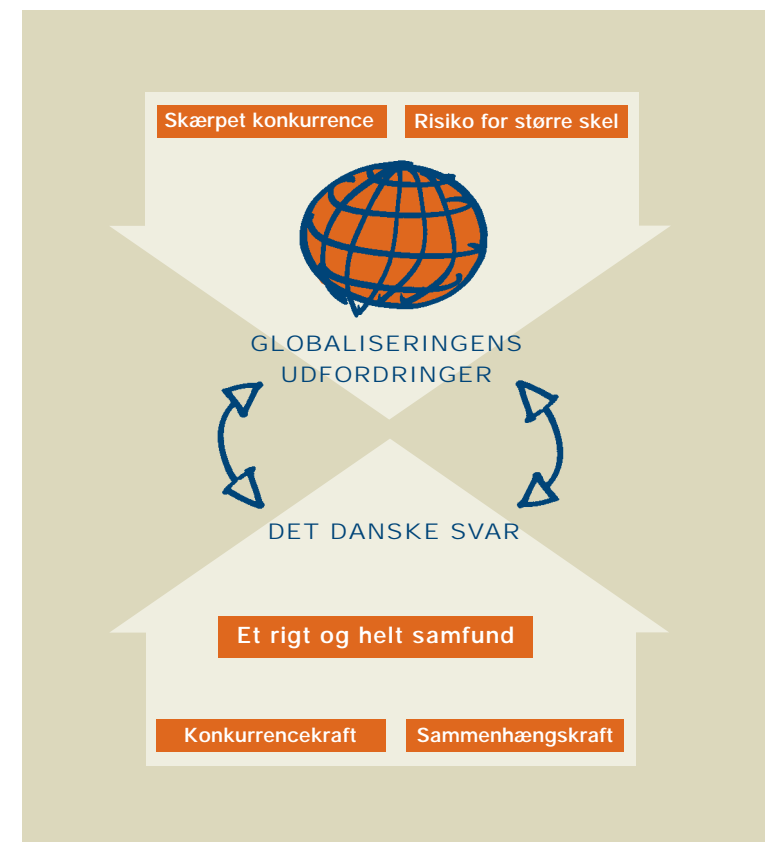 Skærpet konkurrence
Risiko for større skel
GLOBALISERINGENS
UDFORDRINGER
DET DANSKE SVAR
Et rigt og helt samfund
Konkurrencekraft
Sammenhængskraft